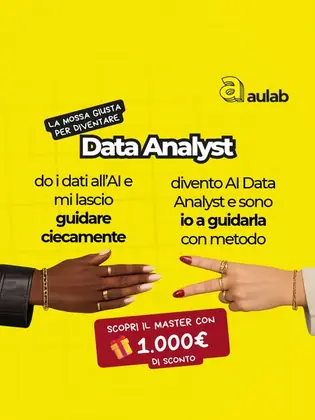 aulab
LA MOSSA GIUSTA
PER DIVENTARE
Data Analyst
do i dati all'AI e
mi lascio
guidare
ciecamente
divento AI Data
Analyst e sono
io a guidarla
con metodo
SCOPRI IL MASTER CON
1.000€
DI SCONTO